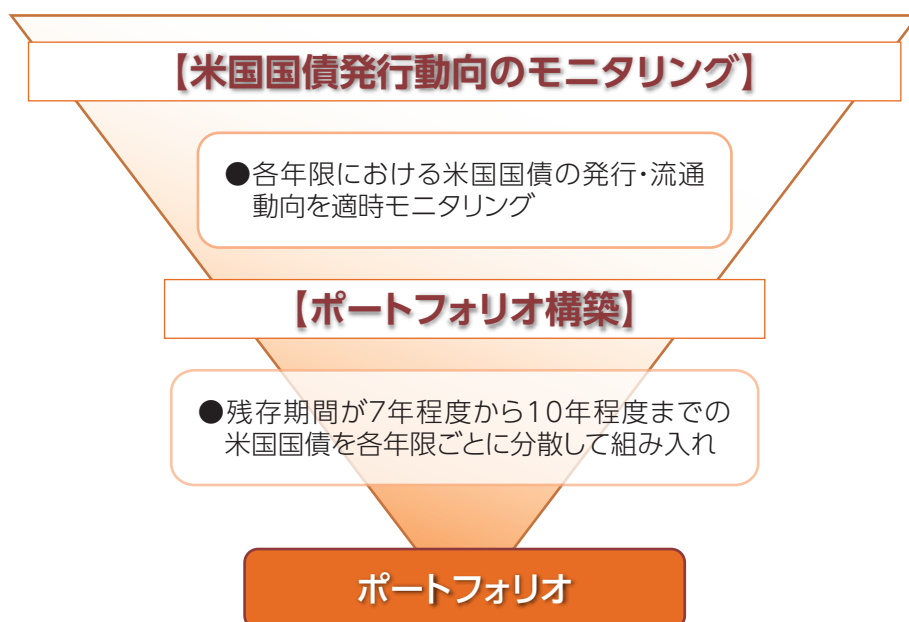 【米国国債発行動向のモニタリング】
●各年限における米国国債の発行・流通
動向を適時モニタリング
【ポートフォリオ構築】
●残存期間が7年程度から10年程度までの
米国国債を各年限ごとに分散して組み入れ
ポートフォリオ